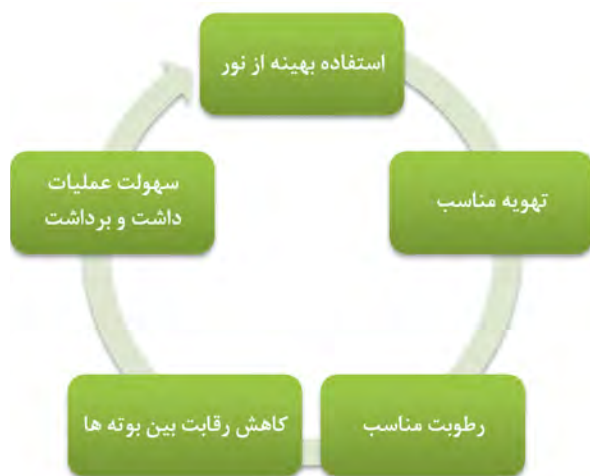 استفاده بهینه از نور
تهویه مناسب
رطوبت مناسب
کاهش رقابت بین بوته ها
سهولت عملیات
داشت و برداشت